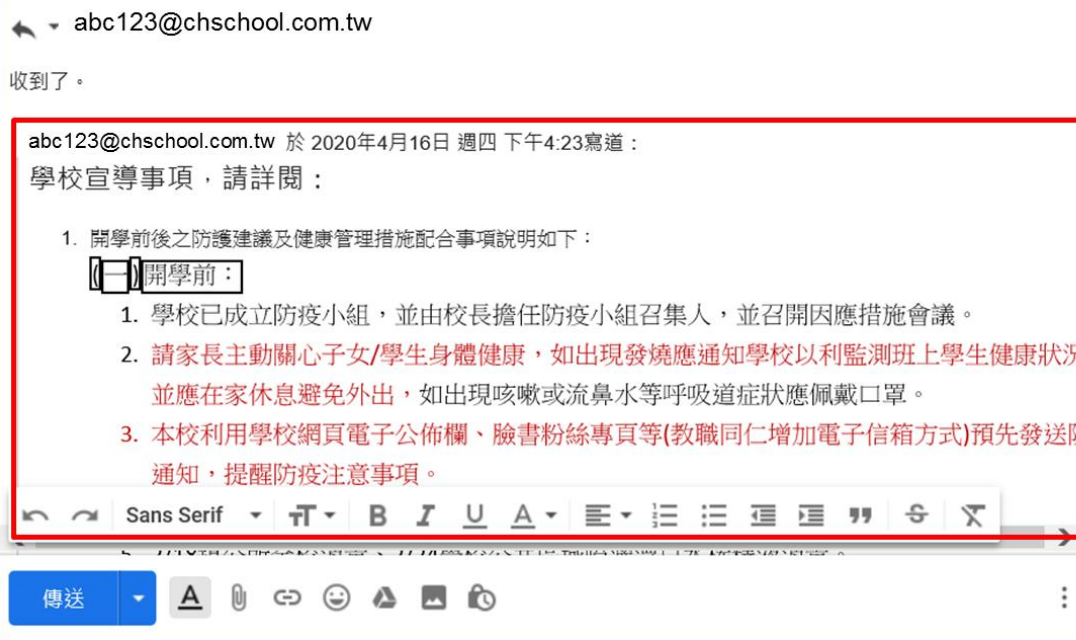 abc123@chschool.com.tw
收到了。
abc123@chschool.com.tw 於 2020年4月16日 週四 下午4:23寫道：
學校宣導事項，請詳閱：
1. 開學前後之防護建議及健康管理措施配合事項說明如下：
(一)開學前：
1. 學校已成立防疫小組，並由校長擔任防疫小組召集人，並召開因應措施會議。
2. 請家長主動關心子女/學生身體健康，如出現發燒應通知學校以利監測班上學生健康狀況
並應在家休息避免外出，如出現咳嗽或流鼻水等呼吸道症狀應佩戴口罩。
3. 本校利用學校網頁電子公佈欄、臉書粉絲專頁等(教職同仁增加電子信箱方式)預先發送
通知，提醒防疫注意事項。
Sans Serif
傳送